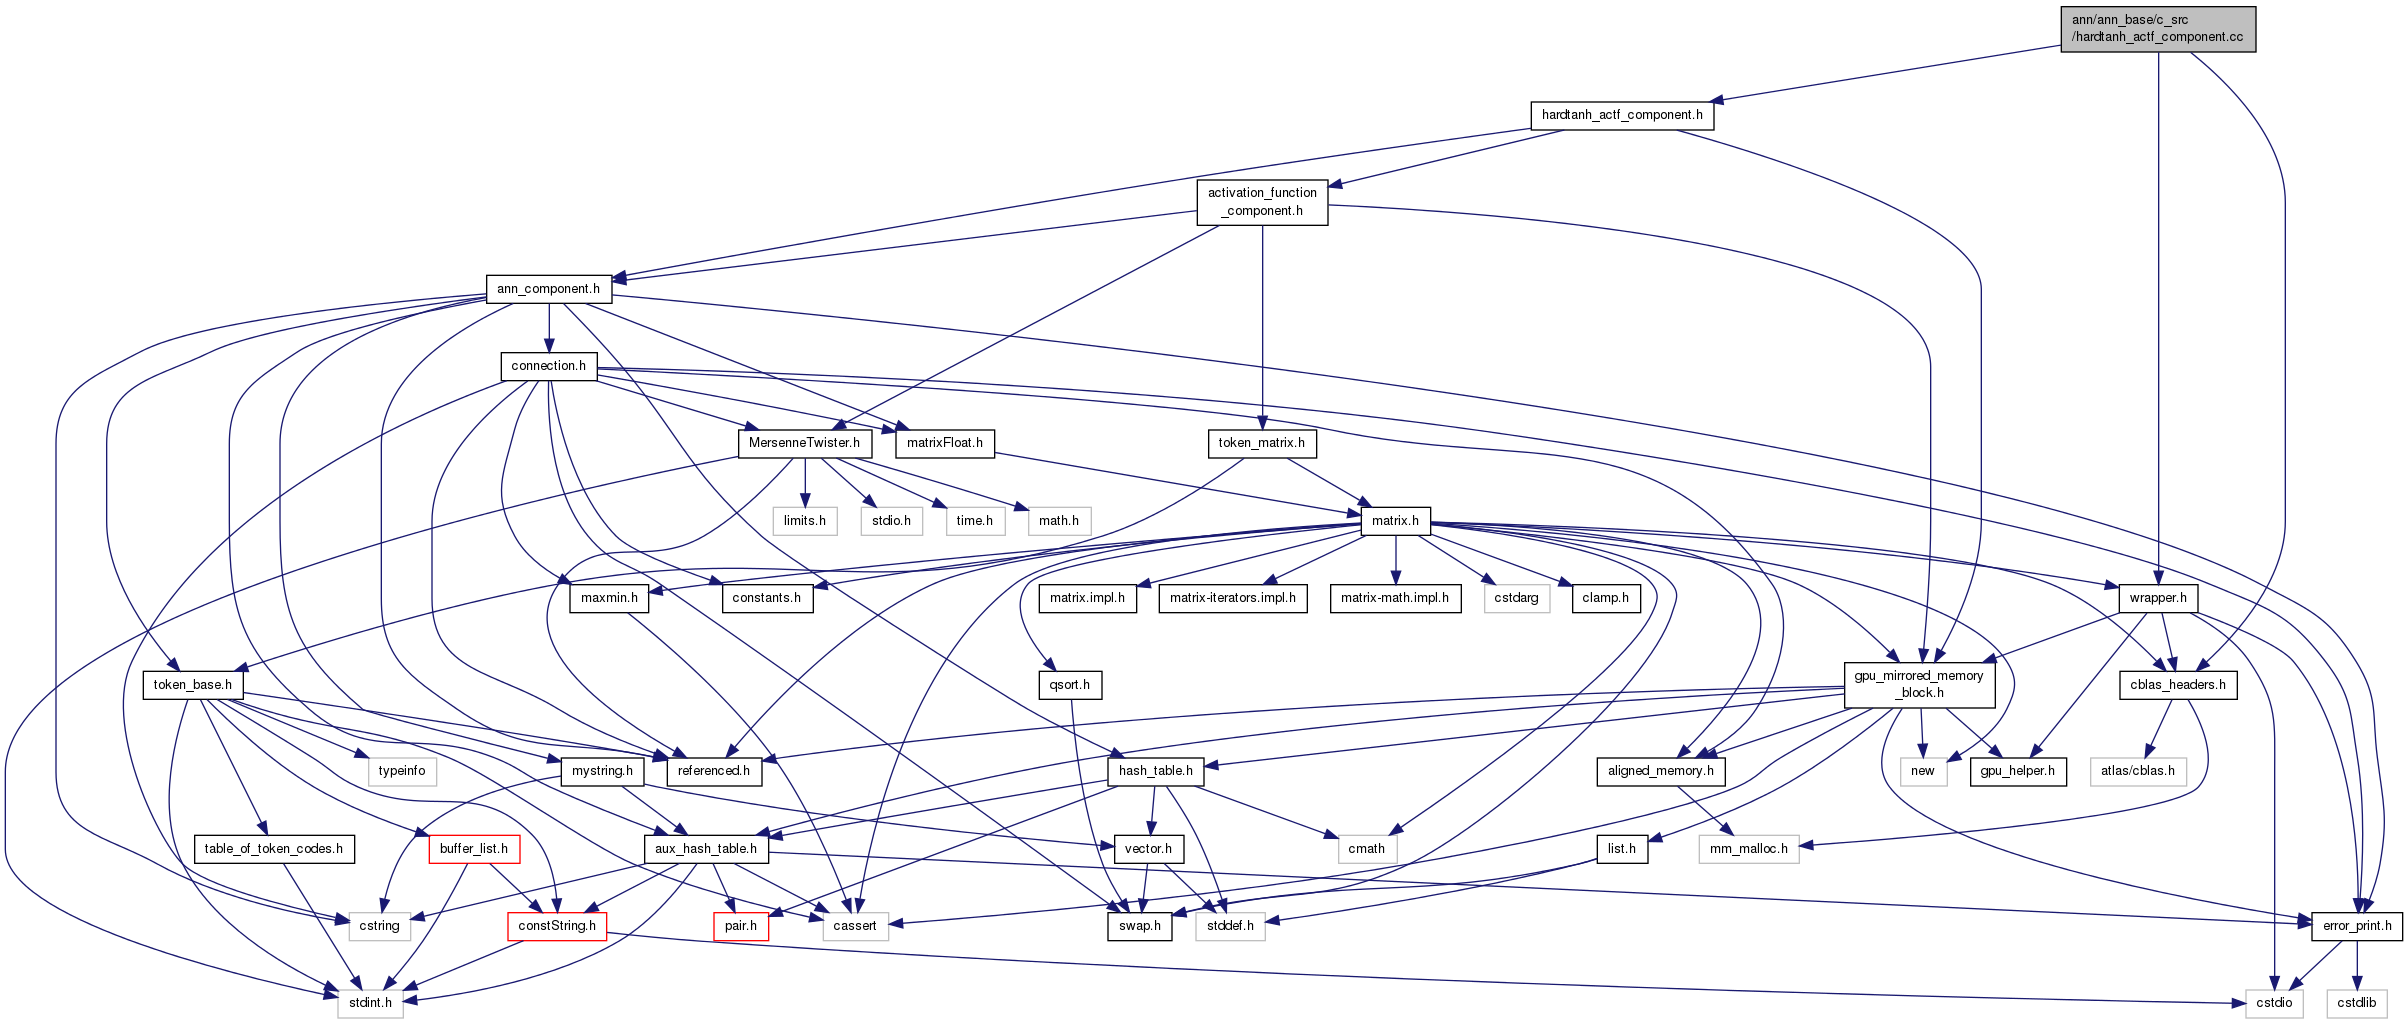 ann/ann_base/c_src
/hardtanh_actf_component.cc
hardtanh_actf_component.h
activation_function
_component.h
ann_component.h
connection.h
MersenneTwister.h
matrixFloat.h
token_matrix.h
limits.h
stdio.h
time.h
math.h
matrix.h
maxmin.h
constants.h
matrix.impl.h
matrix-iterators.impl.h
matrix-math.impl.h
cstdarg
clamp.h
wrapper.h
token_base.h
qsort.h
gpu_mirrored_memory
_block.h
cblas_headers.h
typeinfo
mystring.h
referenced.h
hash_table.h
aligned_memory.h
new
gpu_helper.h
atlas/cblas.h
table_of_token_codes.h
buffer_list.h
aux_hash_table.h
vector.h
cmath
list.h
mm_malloc.h
cstring
constString.h
pair.h
cassert
swap.h
stddef.h
error_print.h
stdint.h
cstdio
cstdlib